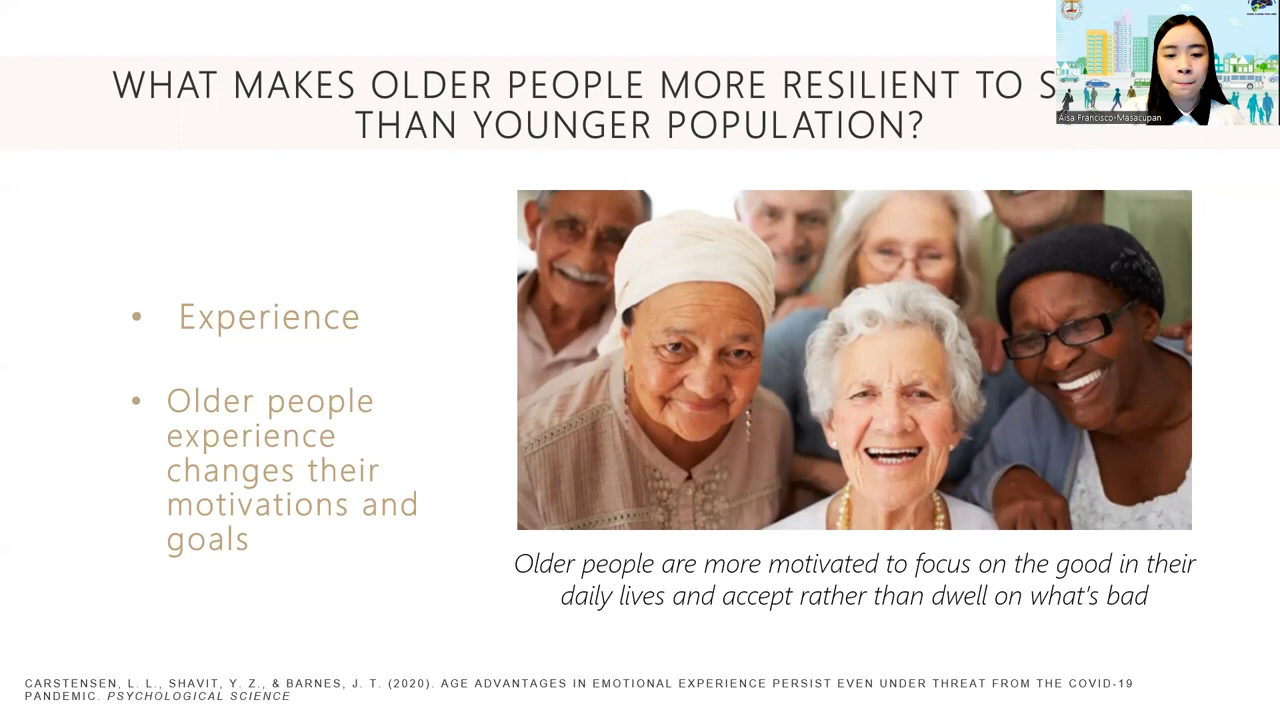 WHAT MAKES OLDER PEOPLE MORE RESILIENT TO S
THAN YOUNGER POPULATION?
Aisa Francisco-Masacupan
• Experience
• Older people
experience
changes their
motivations and
goals
Older people are more motivated to focus on the good in their
daily lives and accept rather than dwell on what's bad
CARSTENSEN, L. L., SHAVIT, Y. Z., & BARNES, J. T. (2020). AGE ADVANTAGES IN EMOTIONAL EXPERIENCE PERSIST EVEN UNDER THREAT FROM THE COVID-19
PANDEMIC. PSYCHOLOGICAL SCIENCE